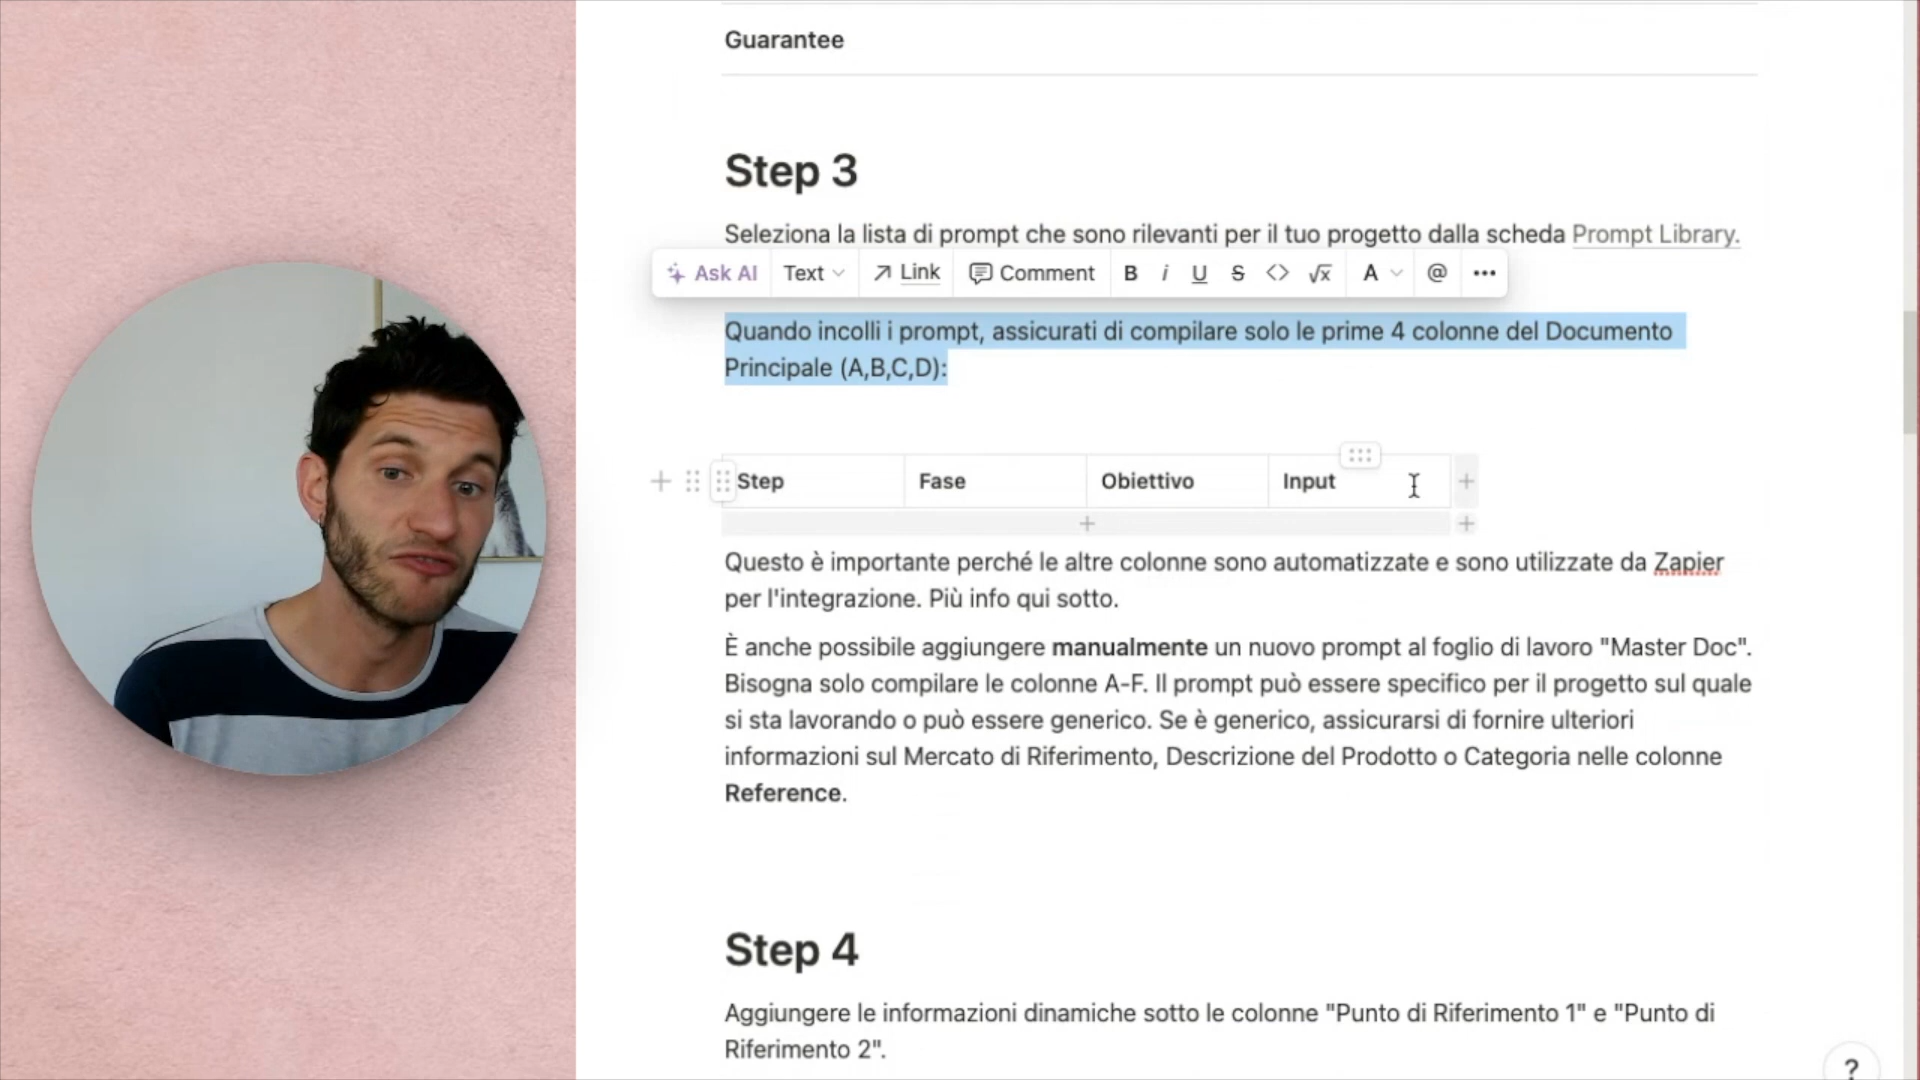 Guarantee
Step 3
Seleziona la lista di prompt che sono rilevanti per il tuo progetto dalla scheda Prompt Library.
Ask AI Text Link Comment B i U S <> √x A @ •••
Quando incolli i prompt, assicurati di compilare solo le prime 4 colonne del Documento
Principale (A,B,C,D):
Step Fase Obiettivo Input
Questo è importante perché le altre colonne sono automatizzate e sono utilizzate da Zapier
per l'integrazione. Più info qui sotto.
È anche possibile aggiungere manualmente un nuovo prompt al foglio di lavoro "Master Doc".
Bisogna solo compilare le colonne A-F. Il prompt può essere specifico per il progetto sul quale
si sta lavorando o può essere generico. Se è generico, assicurarsi di fornire ulteriori
informazioni sul Mercato di Riferimento, Descrizione del Prodotto o Categoria nelle colonne
Reference.
Step 4
Aggiungere le informazioni dinamiche sotto le colonne "Punto di Riferimento 1" e "Punto di
Riferimento 2".
?